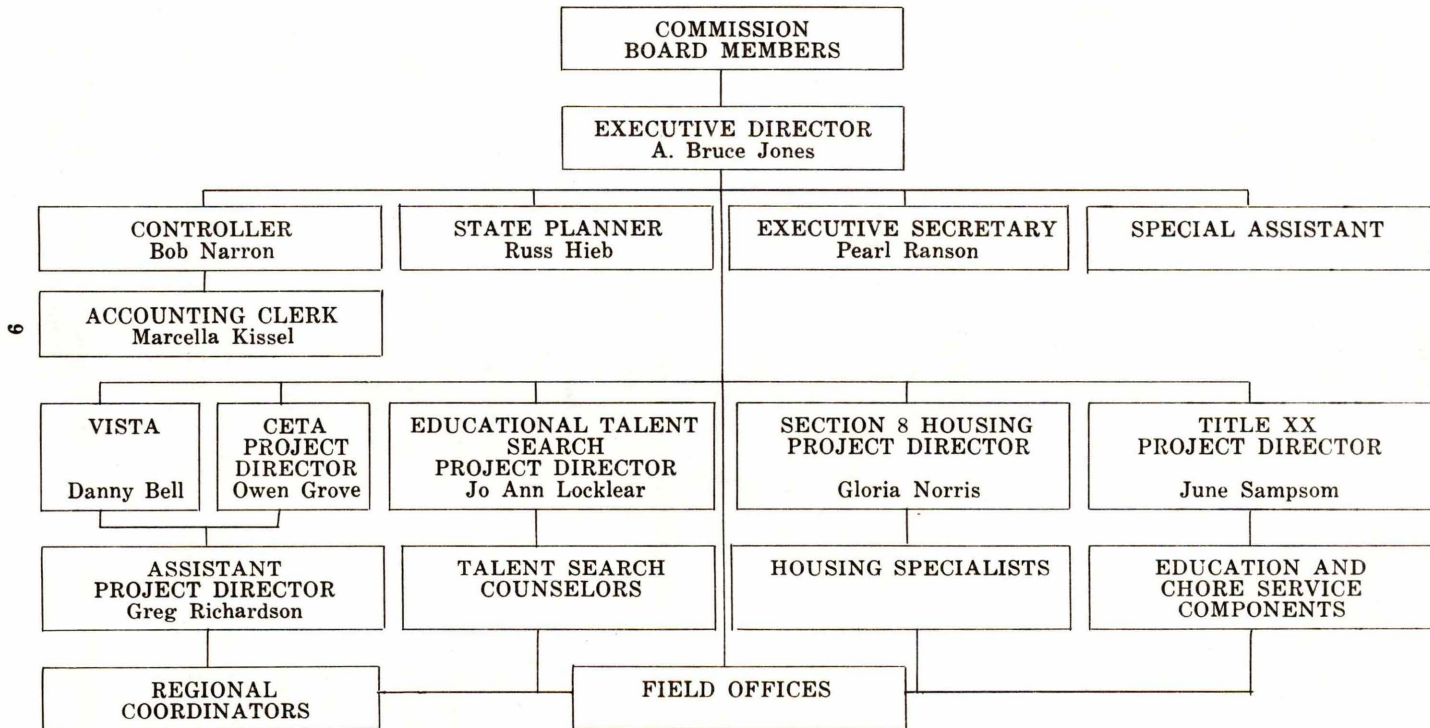 COMMISSION
BOARD MEMBERS
EXECUTIVE DIRECTOR
A. Bruce Jones
CONTROLLER
Bob Narron
STATE PLANNER
Russ Hieb
EXECUTIVE SECRETARY
Pearl Ranson
SPECIAL ASSISTANT
ACCOUNTING CLERK
Marcella Kissel
9
VISTA
Danny Bell
CETA
PROJECT
DIRECTOR
Owen Grove
EDUCATIONAL TALENT
SEARCH
PROJECT DIRECTOR
Jo Ann Locklear
SECTION 8 HOUSING
PROJECT DIRECTOR
Gloria Norris
TITLE XX
PROJECT DIRECTOR
June Sampsom
ASSISTANT
PROJECT DIRECTOR
Greg Richardson
TALENT SEARCH
COUNSELORS
HOUSING SPECIALISTS
EDUCATION AND
CHORE SERVICE
COMPONENTS
REGIONAL
COORDINATORS
FIELD OFFICES